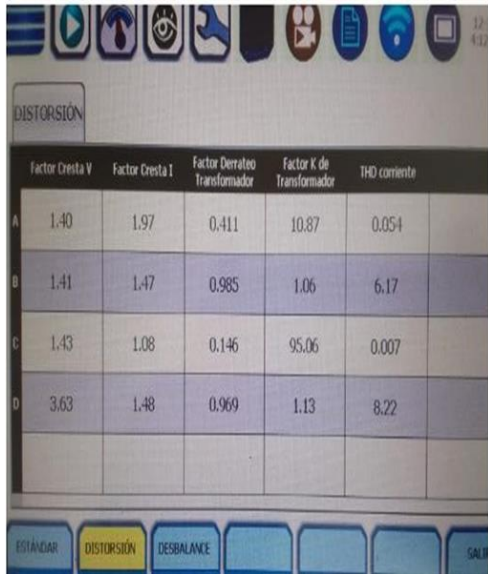 DISTORSIÓN
Factor Cresta V Factor Cresta I Factor Derrateo Transformador Factor K de Transformador THD corriente
A 1.40 1.97 0.411 10.87 0.054
B 1.41 1.47 0.985 1.06 6.17
C 1.43 1.08 0.146 95.06 0.007
D 3.63 1.48 0.969 1.13 8.22
ESTÁNDAR DISTORSIÓN DESBALANCE